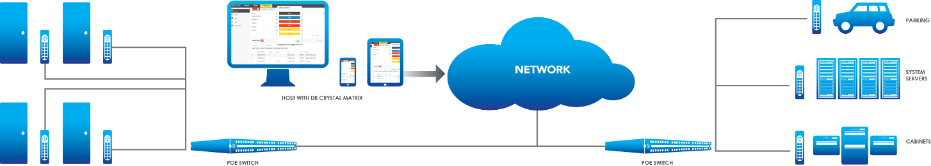 HOST WITH DB CRYSTAL MATRIX
NETWORK
PARKING
SYSTEM
SERVERS
CABINETS
POE SWITCH
POE SWITCH